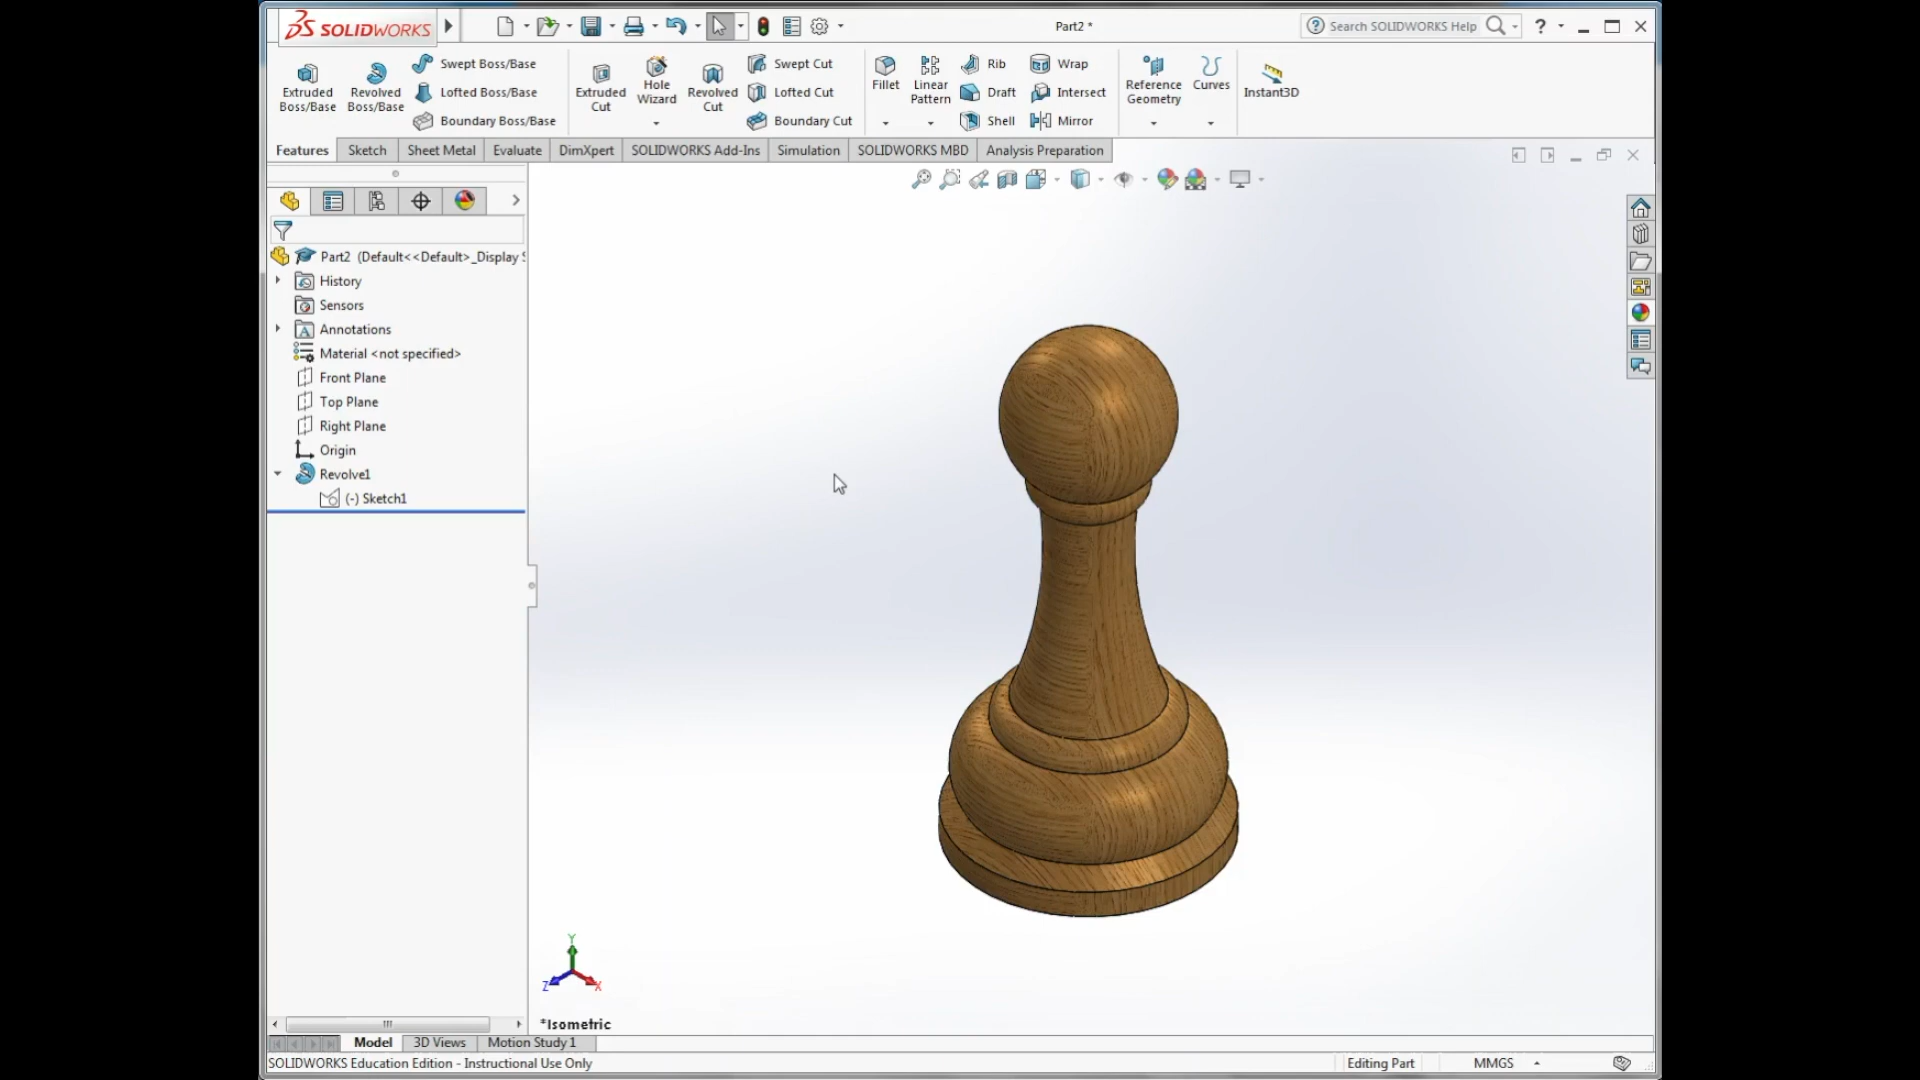 SOLIDWORKS
Part2 *
Search SOLIDWORKS Help
?
Extruded Boss/Base
Revolved Boss/Base
Swept Boss/Base
Lofted Boss/Base
Boundary Boss/Base
Extruded Cut
Hole Wizard
Revolved Cut
Swept Cut
Lofted Cut
Boundary Cut
Fillet
Linear Pattern
Rib
Draft
Shell
Wrap
Intersect
Mirror
Reference Geometry
Curves
Instant3D
Features
Sketch
Sheet Metal
Evaluate
DimXpert
SOLIDWORKS Add-Ins
Simulation
SOLIDWORKS MBD
Analysis Preparation
Part2 (Default<<Default>_Display
History
Sensors
Annotations
Material <not specified>
Front Plane
Top Plane
Right Plane
Origin
Revolve1
(-) Sketch1
Y
Z
X
*Isometric
Model
3D Views
Motion Study 1
SOLIDWORKS Education Edition - Instructional Use Only
Editing Part
MMGS